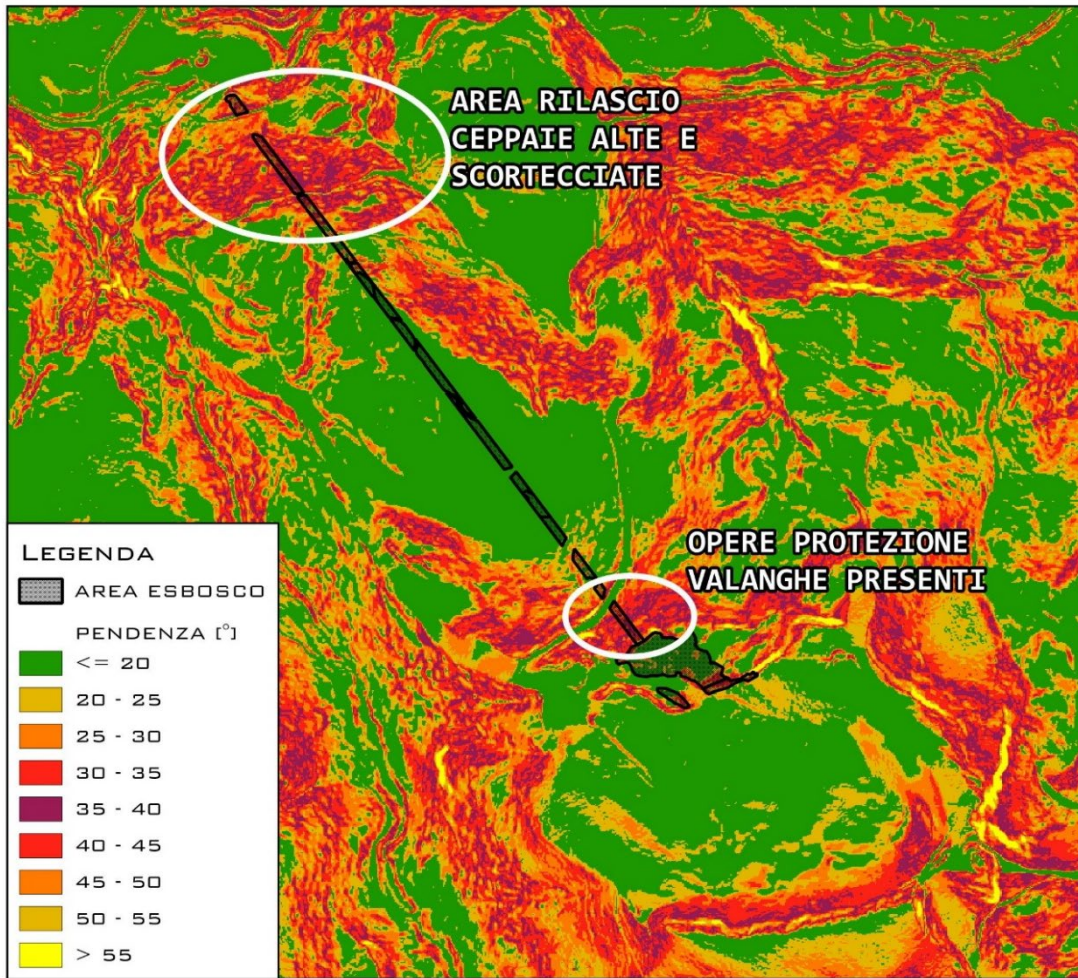 AREA RILASCIO
CEPPAIE ALTE E
SCORTECCIATE
OPERE PROTEZIONE
VALANGHE PRESENTI
LEGENDA
AREA ESBOSCO
PENDENZA [°]
<= 20
20 - 25
25 - 30
30 - 35
35 - 40
40 - 45
45 - 50
50 - 55
> 55